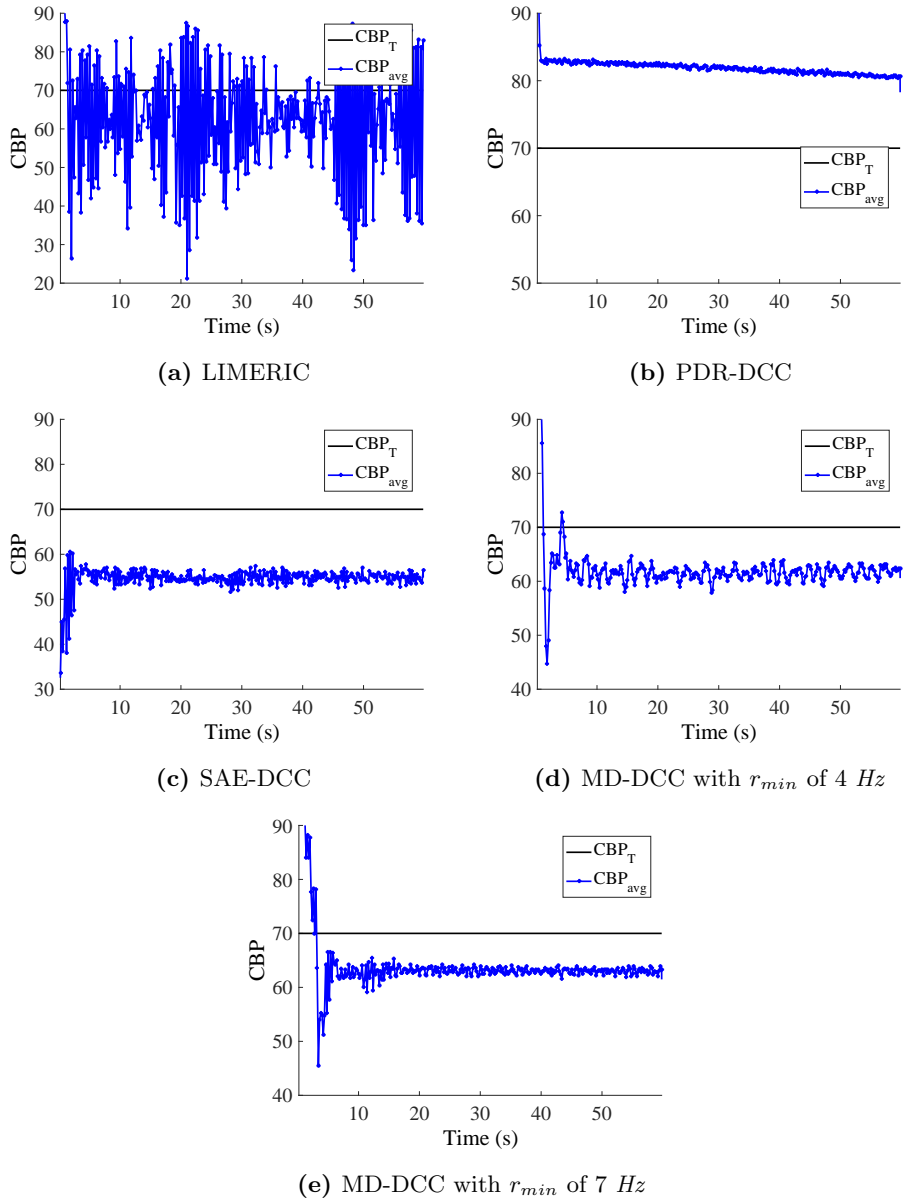 90
80
70
60
50
40
30
20
CBP
CBP_T
CBP_avg
10 20 30 40 50
Time (s)
(a) LIMERIC
90
80
70
60
50
CBP
CBP_T
CBP_avg
10 20 30 40 50
Time (s)
(b) PDR-DCC
90
80
70
60
50
40
30
CBP
CBP_T
CBP_avg
10 20 30 40 50
Time (s)
(c) SAE-DCC
90
80
70
60
50
40
CBP
CBP_T
CBP_avg
10 20 30 40 50
Time (s)
(d) MD-DCC with r_min of 4 Hz
90
80
70
60
50
40
CBP
CBP_T
CBP_avg
10 20 30 40 50
Time (s)
(e) MD-DCC with r_min of 7 Hz